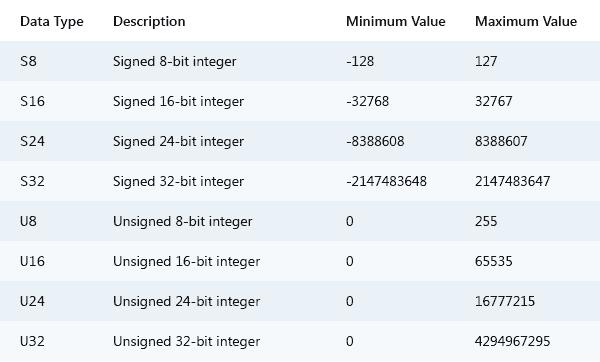 Data Type Description Minimum Value Maximum Value
S8 Signed 8-bit integer -128 127
S16 Signed 16-bit integer -32768 32767
S24 Signed 24-bit integer -8388608 8388607
S32 Signed 32-bit integer -2147483648 2147483647
U8 Unsigned 8-bit integer 0 255
U16 Unsigned 16-bit integer 0 65535
U24 Unsigned 24-bit integer 0 16777215
U32 Unsigned 32-bit integer 0 4294967295